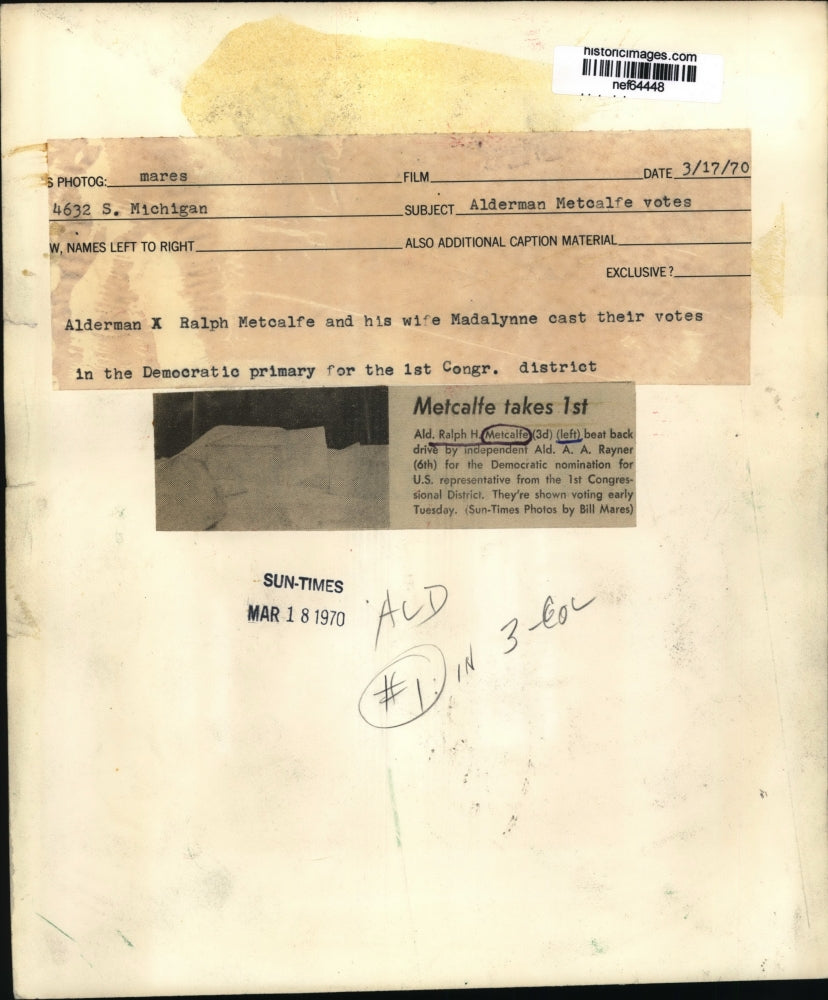 historicimages.com
nef64448
S PHOTOG: mares FILM DATE 3/17/70
4632 S. Michigan SUBJECT Alderman Metcalfe votes
W, NAMES LEFT TO RIGHT ALSO ADDITIONAL CAPTION MATERIAL
EXCLUSIVE?
Alderman X Ralph Metcalfe and his wife Madalynne cast their votes
in the Democratic primary for the 1st Congr. district
Metcalfe takes 1st
Ald. Ralph H. Metcalfe (3d) (left) beat back
drive by independent Ald. A. A. Rayner
(6th) for the Democratic nomination for
U.S. representative from the 1st Congres-
sional District. They're shown voting early
Tuesday. (Sun-Times Photos by Bill Mares)
SUN-TIMES
MAR 18 1970
ALD
#1 IN 3-COL